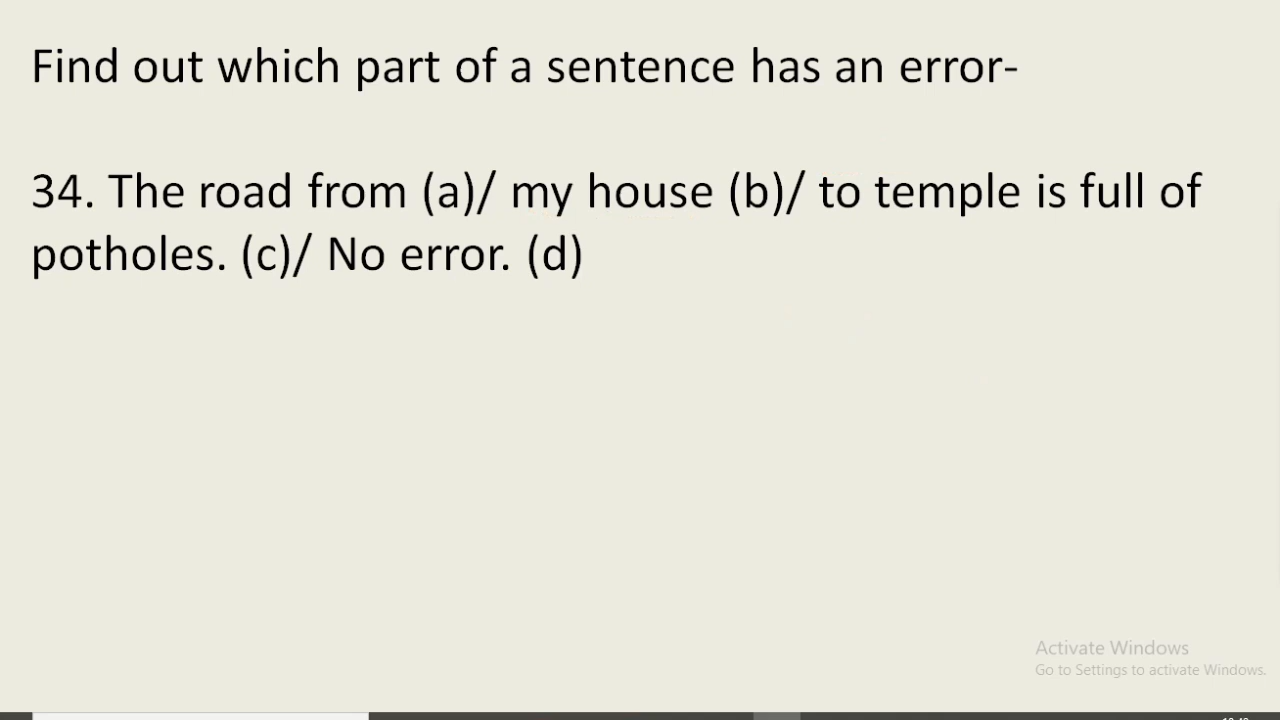 Find out which part of a sentence has an error-
34. The road from (a)/ my house (b)/ to temple is full of
potholes. (c)/ No error. (d)
Activate Windows
Go to Settings to activate Windows.